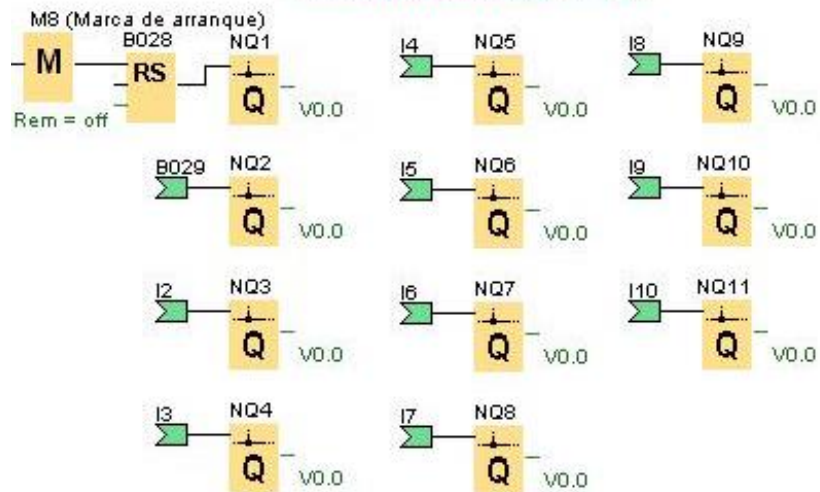 M8 (Marca de arranque)
B028
NQ1
M
RS
Q
Rem = off
V0.0
I4
NQ5
Q
V0.0
I8
NQ9
Q
V0.0
B029
NQ2
Q
V0.0
I5
NQ6
Q
V0.0
I9
NQ10
Q
V0.0
I2
NQ3
Q
V0.0
I6
NQ7
Q
V0.0
I10
NQ11
Q
V0.0
I3
NQ4
Q
V0.0
I7
NQ8
Q
V0.0